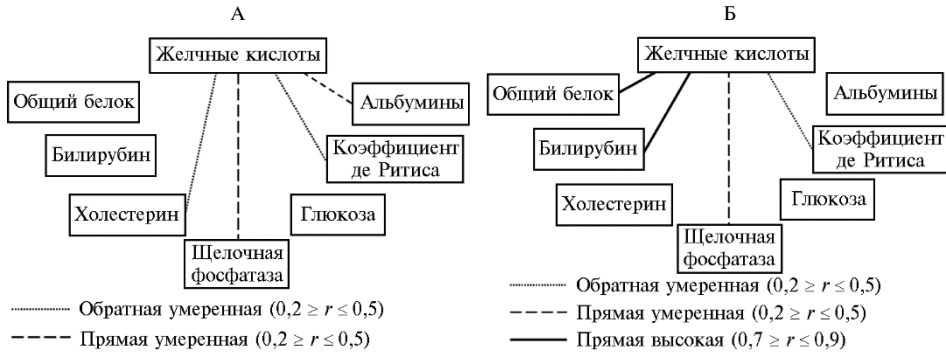 А
Желчные кислоты
Общий белок
Альбумины
Билирубин
Коэффициент
де Ритиса
Холестерин
Глюкоза
Щелочная
фосфатаза
Обратная умеренная (0,2 ≥ r ≤ 0,5)
Прямая умеренная (0,2 ≥ r ≤ 0,5)
Б
Желчные кислоты
Общий белок
Альбумины
Билирубин
Коэффициент
де Ритиса
Холестерин
Глюкоза
Щелочная
фосфатаза
Обратная умеренная (0,2 ≥ r ≤ 0,5)
Прямая умеренная (0,2 ≥ r ≤ 0,5)
Прямая высокая (0,7 ≥ r ≤ 0,9)